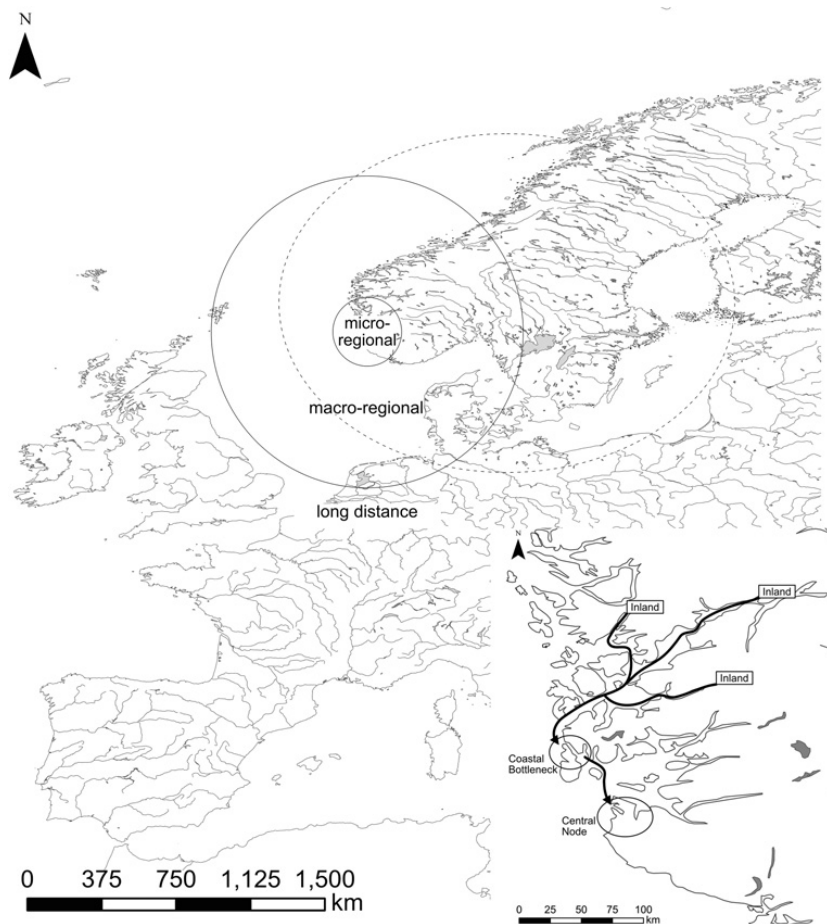 N
micro-
regional
macro-regional
long distance
0 375 750 1,125 1,500
km
N
Inland
Inland
Inland
Coastal
Bottleneck
Central
Node
0 25 50 75 100
km